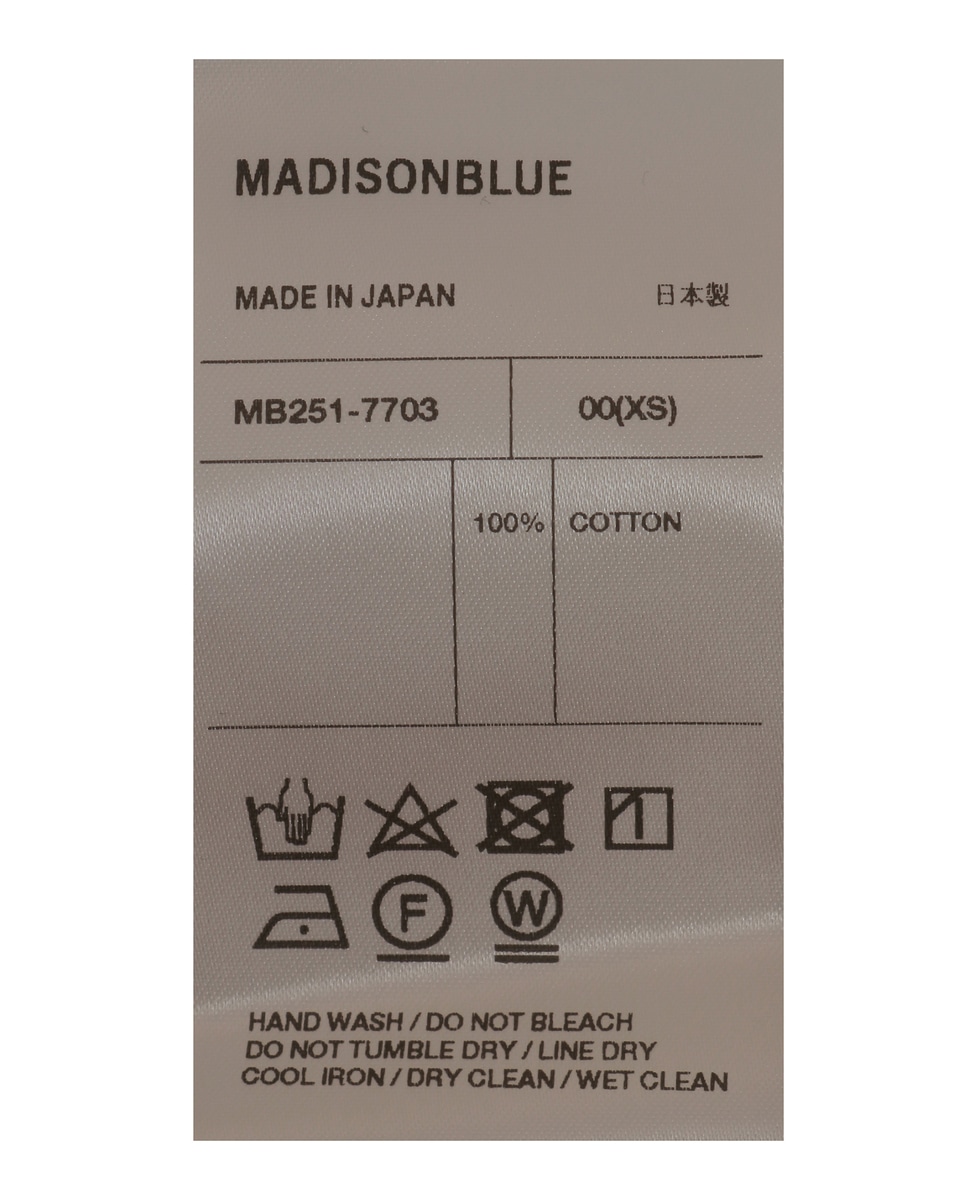 MADISONBLUE
MADE IN JAPAN 日本製
MB251-7703 00(XS)
100% COTTON
F W
HAND WASH / DO NOT BLEACH
DO NOT TUMBLE DRY / LINE DRY
COOL IRON / DRY CLEAN / WET CLEAN